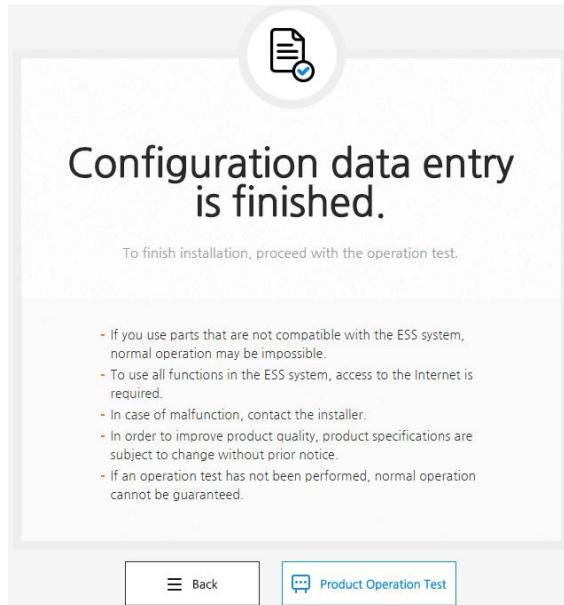 Configuration data entry
is finished.
To finish installation, proceed with the operation test.
- If you use parts that are not compatible with the ESS system,
normal operation may be impossible.
- To use all functions in the ESS system, access to the Internet is
required.
- In case of malfunction, contact the installer.
- In order to improve product quality, product specifications are
subject to change without prior notice.
- If an operation test has not been performed, normal operation
cannot be guaranteed.
Back
Product Operation Test